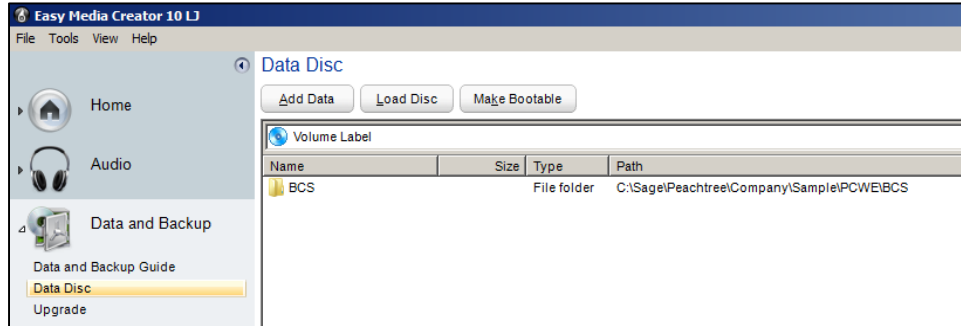 Easy Media Creator 10 LJ
File Tools View Help
Data Disc
Add Data Load Disc Make Bootable
Home
Volume Label
Audio
Name Size Type Path
BCS File folder C:\Sage\Peachtree\Company\Sample\PCWE\BCS
Data and Backup
Data and Backup Guide
Data Disc
Upgrade